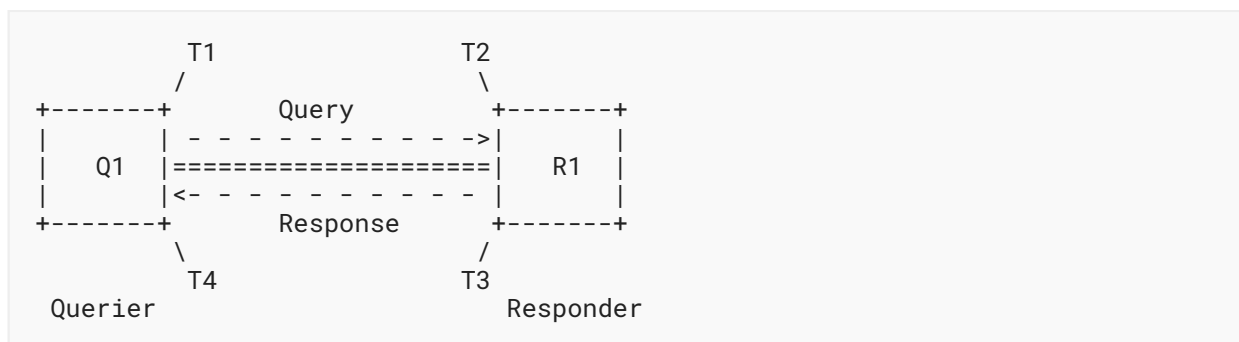 T1 T2
/ \
+-------+ Query +-------+
| | - - - - - - - - - ->| |
| Q1 |=====================| R1 |
| |<- - - - - - - - - - | |
+-------+ Response +-------+
\ /
T4 T3
Querier Responder